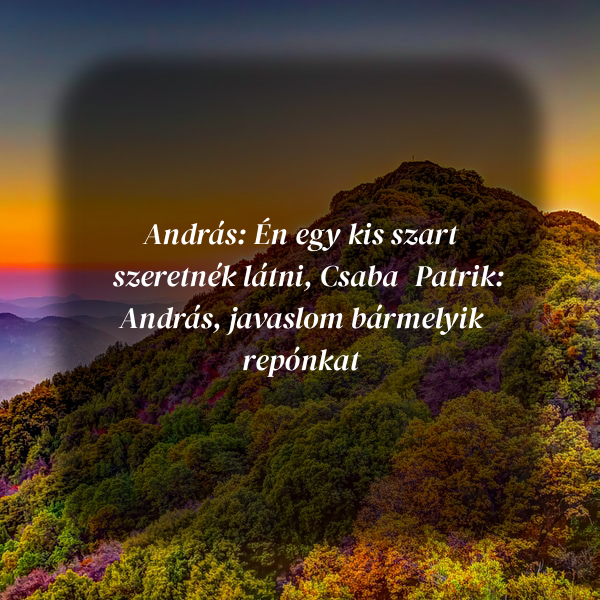 András: Én egy kis szart
szeretnék látni, Csaba  Patrik:
András, javaslom bármelyik
repónkat